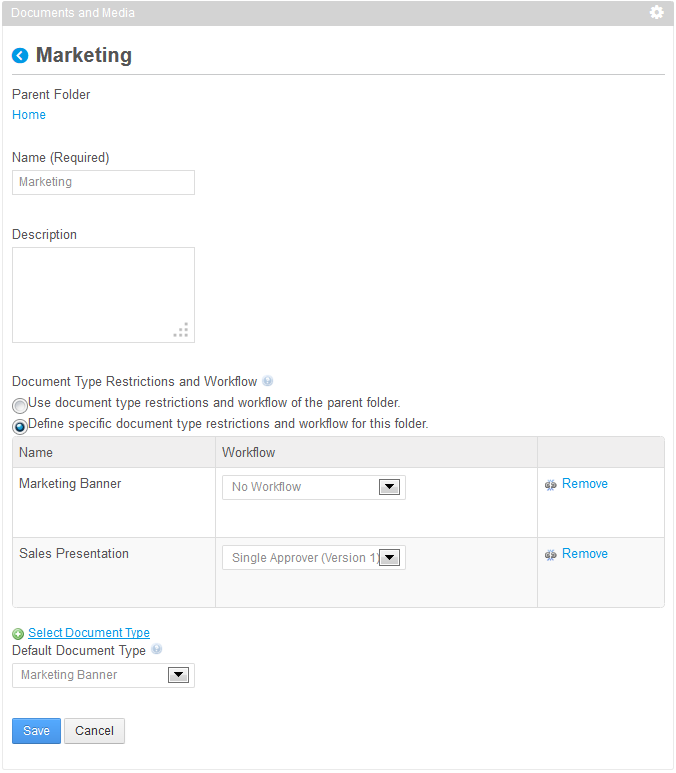 Documents and Media
Marketing
Parent Folder
Home
Name (Required)
Marketing
Description
Document Type Restrictions and Workflow
Use document type restrictions and workflow of the parent folder.
Define specific document type restrictions and workflow for this folder.
Name Workflow
Marketing Banner No Workflow Remove
Sales Presentation Single Approver (Version 1) Remove
Select Document Type
Default Document Type
Marketing Banner
Save Cancel